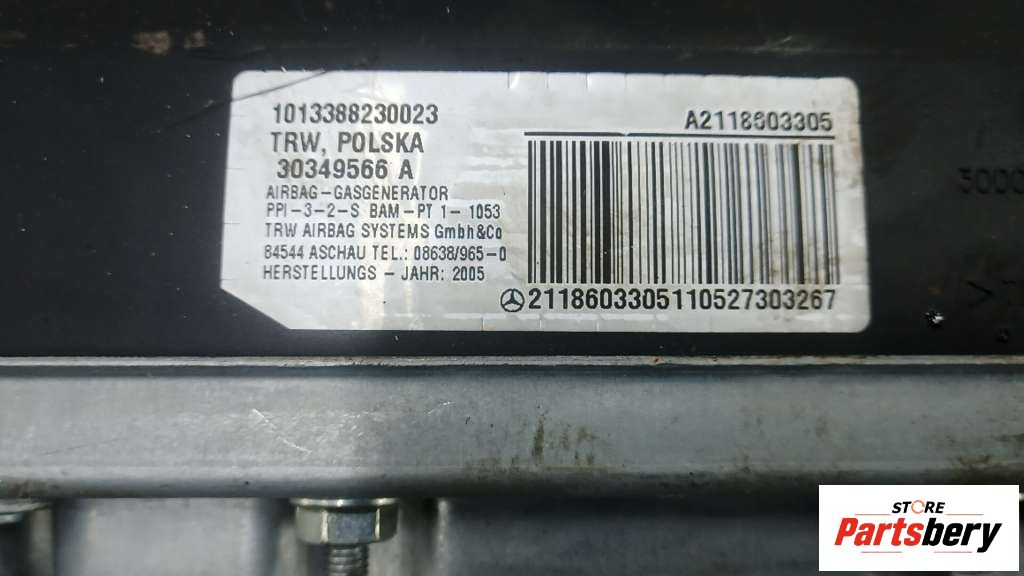 1013388230023
TRW, POLSKA
30349566 A
AIRBAG-GASGENERATOR
PPI-3-2-S BAM-PT 1- 1053
TRW AIRBAG SYSTEMS GmbH&Co
84544 ASCHAU TEL.: 08638/965-0
HERSTELLUNGS - JAHR: 2005
A2118603305
2118603305110527303267
STORE
Partsbery